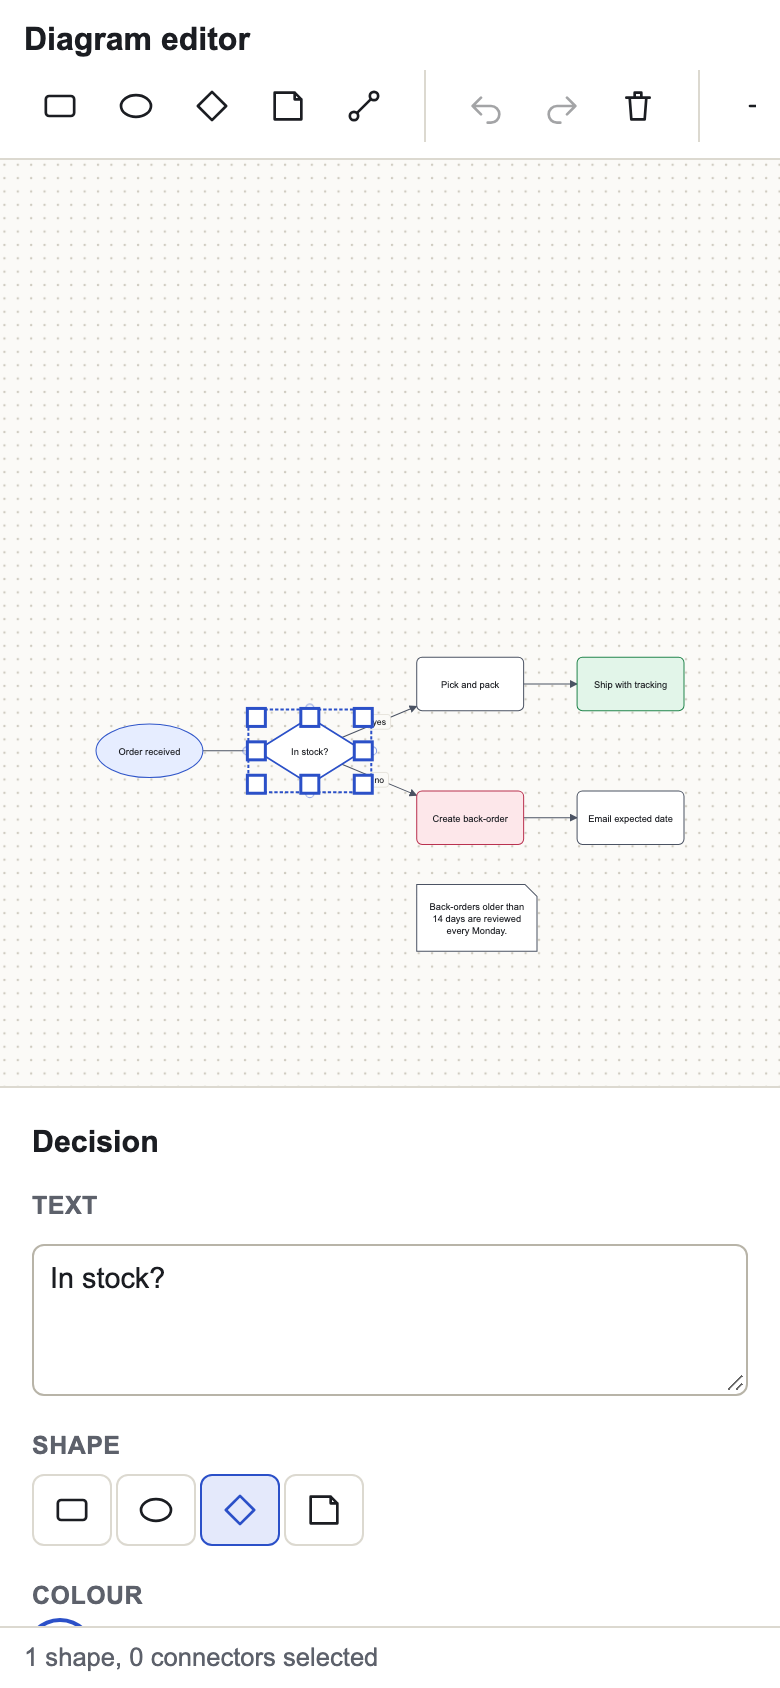 Diagram editor
-
yes
Pick and pack
Ship with tracking
Order received
In stock?
no
Create back-order
Email expected date
Back-orders older than
14 days are reviewed
every Monday.
Decision
TEXT
In stock?
SHAPE
COLOUR
1 shape, 0 connectors selected